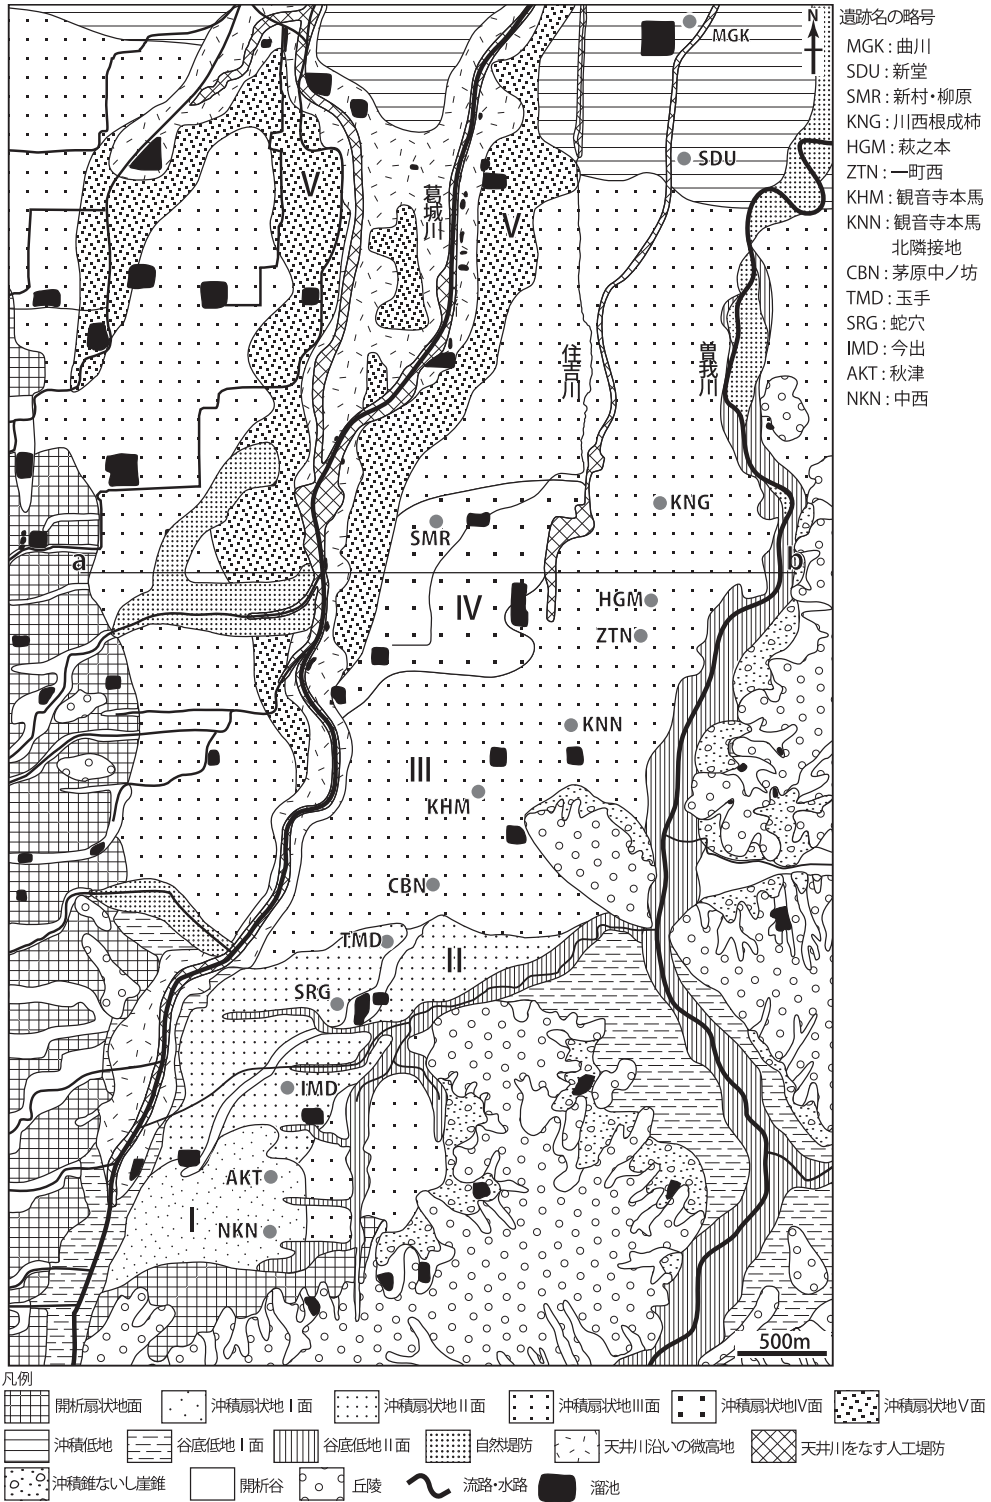 遺跡名の略号
MGK : 曲川
SDU : 新堂
SMR : 新村・柳原
KNG : 川西根成柿
HGM : 萩之本
ZTN : 一町西
KHM : 観音寺本馬
KNN : 観音寺本馬
北隣接地
CBN : 茅原中ノ坊
TMD : 玉手
SRG : 蛇穴
IMD : 今出
AKT : 秋津
NKN : 中西
N
MGK
SDU
V
葛城川
V
住吉川
曽我川
KNG
SMR
a
b
IV
HGM
ZTN
KNN
III
KHM
CBN
TMD
II
SRG
IMD
AKT
I
NKN
500m
凡例
開析扇状地面
沖積扇状地Ⅰ面
沖積扇状地Ⅱ面
沖積扇状地Ⅲ面
沖積扇状地Ⅳ面
沖積扇状地Ⅴ面
沖積低地
谷底低地Ⅰ面
谷底低地Ⅱ面
自然堤防
天井川沿いの微高地
天井川をなす人工堤防
沖積錐ないし崖錐
開析谷
丘陵
流路・水路
溜池